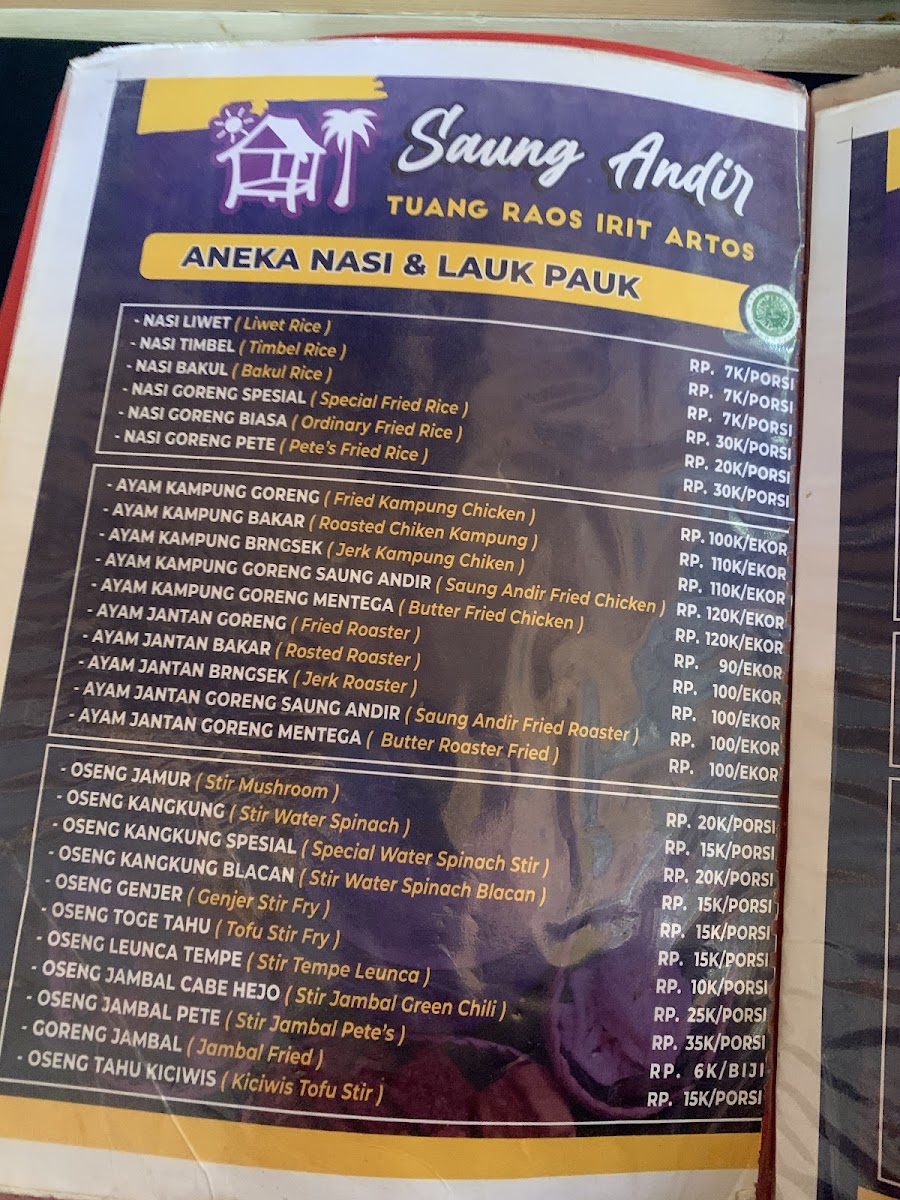 Saung Andir
TUANG RAOS IRIT ARTOS
ANEKA NASI & LAUK PAUK
- NASI LIWET ( Liwet Rice ) RP. 7K/PORSI
- NASI TIMBEL ( Timbel Rice ) RP. 7K/PORSI
- NASI BAKUL ( Bakul Rice ) RP. 7K/PORSI
- NASI GORENG SPESIAL ( Special Fried Rice ) RP. 30K/PORSI
- NASI GORENG BIASA ( Ordinary Fried Rice ) RP. 20K/PORSI
- NASI GORENG PETE ( Pete's Fried Rice ) RP. 30K/PORSI
- AYAM KAMPUNG GORENG ( Fried Kampung Chicken ) RP. 100K/EKOR
- AYAM KAMPUNG BAKAR ( Roasted Chiken Kampung ) RP. 110K/EKOR
- AYAM KAMPUNG BRNGSEK ( Jerk Kampung Chiken ) RP. 110K/EKOR
- AYAM KAMPUNG GORENG SAUNG ANDIR ( Saung Andir Fried Chicken ) RP. 120K/EKOR
- AYAM KAMPUNG GORENG MENTEGA ( Butter Fried Chicken ) RP. 120K/EKOR
- AYAM JANTAN GORENG ( Fried Roaster ) RP. 90/EKOR
- AYAM JANTAN BAKAR ( Rosted Roaster ) RP. 100/EKOR
- AYAM JANTAN BRNGSEK ( Jerk Roaster ) RP. 100/EKOR
- AYAM JANTAN GORENG SAUNG ANDIR ( Saung Andir Fried Roaster ) RP. 100/EKOR
- AYAM JANTAN GORENG MENTEGA ( Butter Roaster Fried ) RP. 100/EKOR
- OSENG JAMUR ( Stir Mushroom ) RP. 20K/PORSI
- OSENG KANGKUNG ( Stir Water Spinach ) RP. 15K/PORSI
- OSENG KANGKUNG SPESIAL ( Special Water Spinach Stir ) RP. 20K/PORSI
- OSENG KANGKUNG BLACAN ( Stir Water Spinach Blacan ) RP. 15K/PORSI
- OSENG GENJER ( Genjer Stir Fry ) RP. 15K/PORSI
- OSENG TOGE TAHU ( Tofu Stir Fry ) RP. 15K/PORSI
- OSENG LEUNCA TEMPE ( Stir Tempe Leunca ) RP. 10K/PORSI
- OSENG JAMBAL CABE HEJO ( Stir Jambal Green Chili ) RP. 25K/PORSI
- OSENG JAMBAL PETE ( Stir Jambal Pete's ) RP. 35K/PORSI
- GORENG JAMBAL ( Jambal Fried ) RP. 6K/BIJI
- OSENG TAHU KICIWIS ( Kiciwis Tofu Stir ) RP. 15K/PORSI